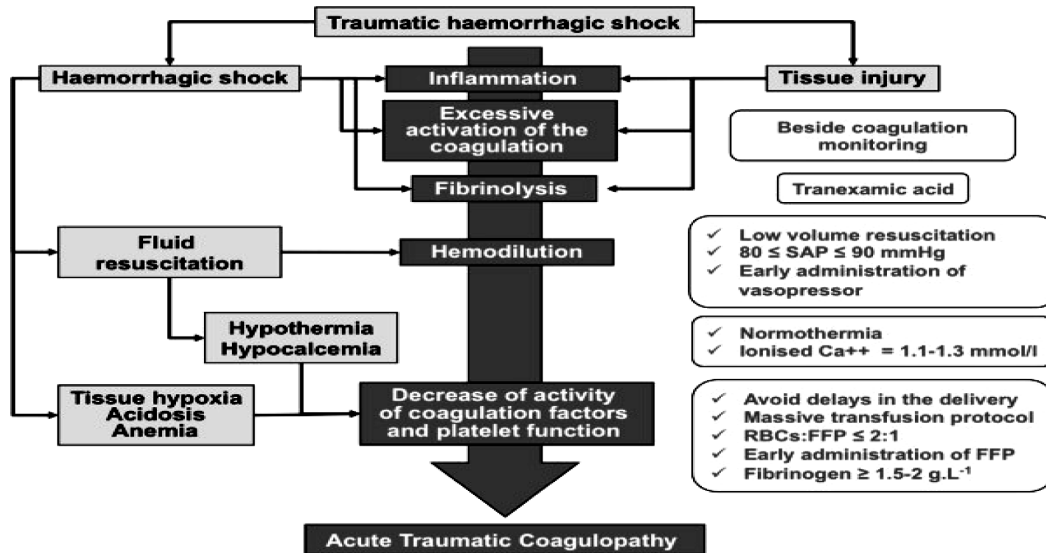 Traumatic haemorrhagic shock
Haemorrhagic shock
Inflammation
Tissue injury
Excessive
activation of the
coagulation
Beside coagulation
monitoring
Fibrinolysis
Tranexamic acid
Fluid
resuscitation
Hemodilution
✓ Low volume resuscitation
✓ 80 ≤ SAP ≤ 90 mmHg
✓ Early administration of
vasopressor
Hypothermia
Hypocalcemia
✓ Normothermia
✓ Ionised Ca++ = 1.1-1.3 mmol/l
Tissue hypoxia
Acidosis
Anemia
Decrease of activity
of coagulation factors
and platelet function
✓ Avoid delays in the delivery
✓ Massive transfusion protocol
✓ RBCs:FFP ≤ 2:1
✓ Early administration of FFP
✓ Fibrinogen ≥ 1.5-2 g.L⁻¹
Acute Traumatic Coagulopathy